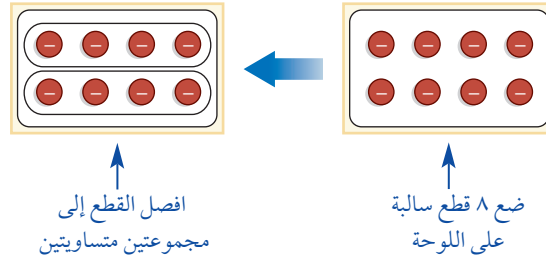 ضع ٨ قطع سالبة
على اللوحة
افصل القطع إلى
مجموعتين متساويتين